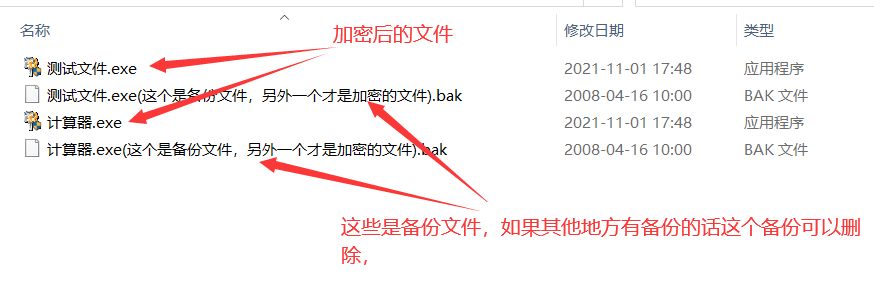 名称 修改日期 类型
加密后的文件
测试文件.exe 2021-11-01 17:48 应用程序
测试文件.exe(这个是备份文件，另外一个才是加密的文件).bak 2008-04-16 10:00 BAK 文件
计算器.exe 2021-11-01 17:48 应用程序
计算器.exe(这个是备份文件，另外一个才是加密的文件).bak 2008-04-16 10:00 BAK 文件
这些是备份文件，如果其他地方有备份的话这个备份可以删
除，